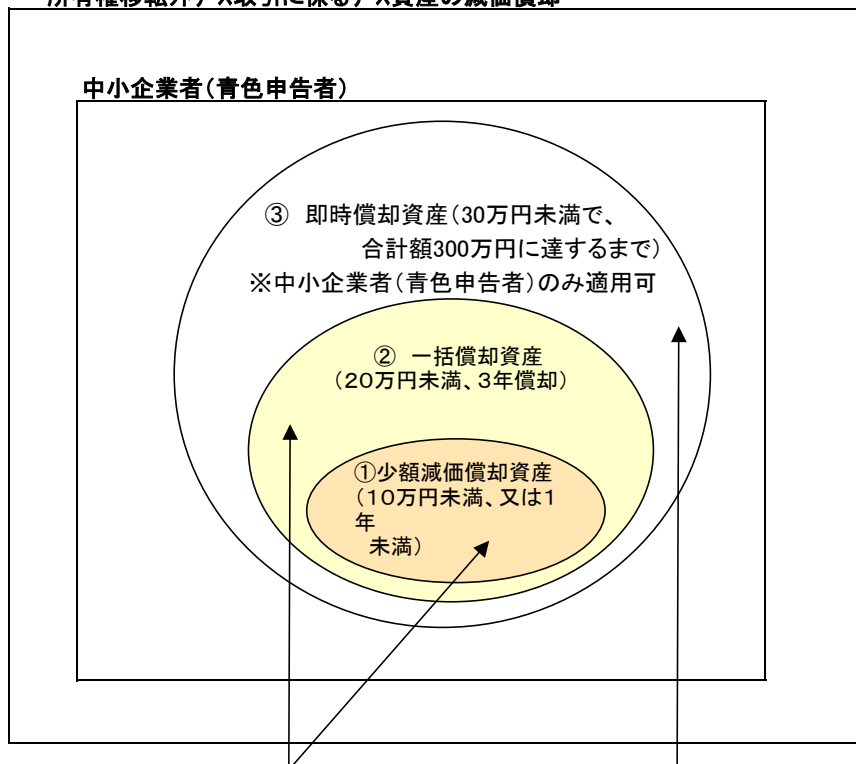 中小企業者(青色申告者)
③ 即時償却資産(30万円未満で、
合計額300万円に達するまで)
※中小企業者(青色申告者)のみ適用可
② 一括償却資産
(20万円未満、3年償却)
①少額減価償却資産
(10万円未満、又は1
年
未満)